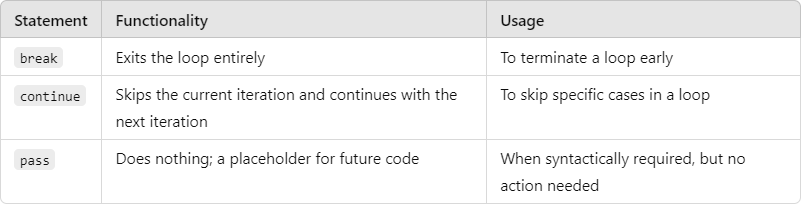 Statement Functionality Usage
break Exits the loop entirely To terminate a loop early
continue Skips the current iteration and continues with the To skip specific cases in a loop
next iteration
pass Does nothing; a placeholder for future code When syntactically required, but no
action needed